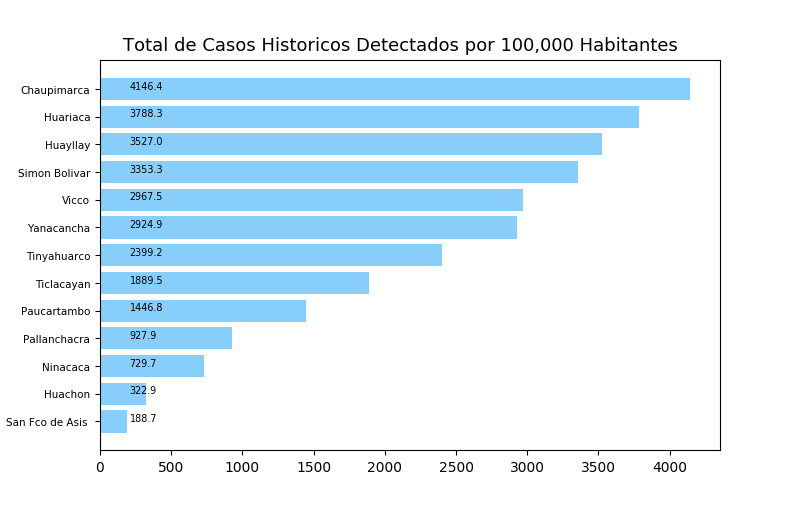 Total de Casos Historicos Detectados por 100,000 Habitantes
Chaupimarca 4146.4
Huariaca 3788.3
Huayllay 3527.0
Simon Bolivar 3353.3
Vicco 2967.5
Yanacancha 2924.9
Tinyahuarco 2399.2
Ticlacayan 1889.5
Paucartambo 1446.8
Pallanchacra 927.9
Ninacaca 729.7
Huachon 322.9
San Fco de Asis 188.7
0 500 1000 1500 2000 2500 3000 3500 4000